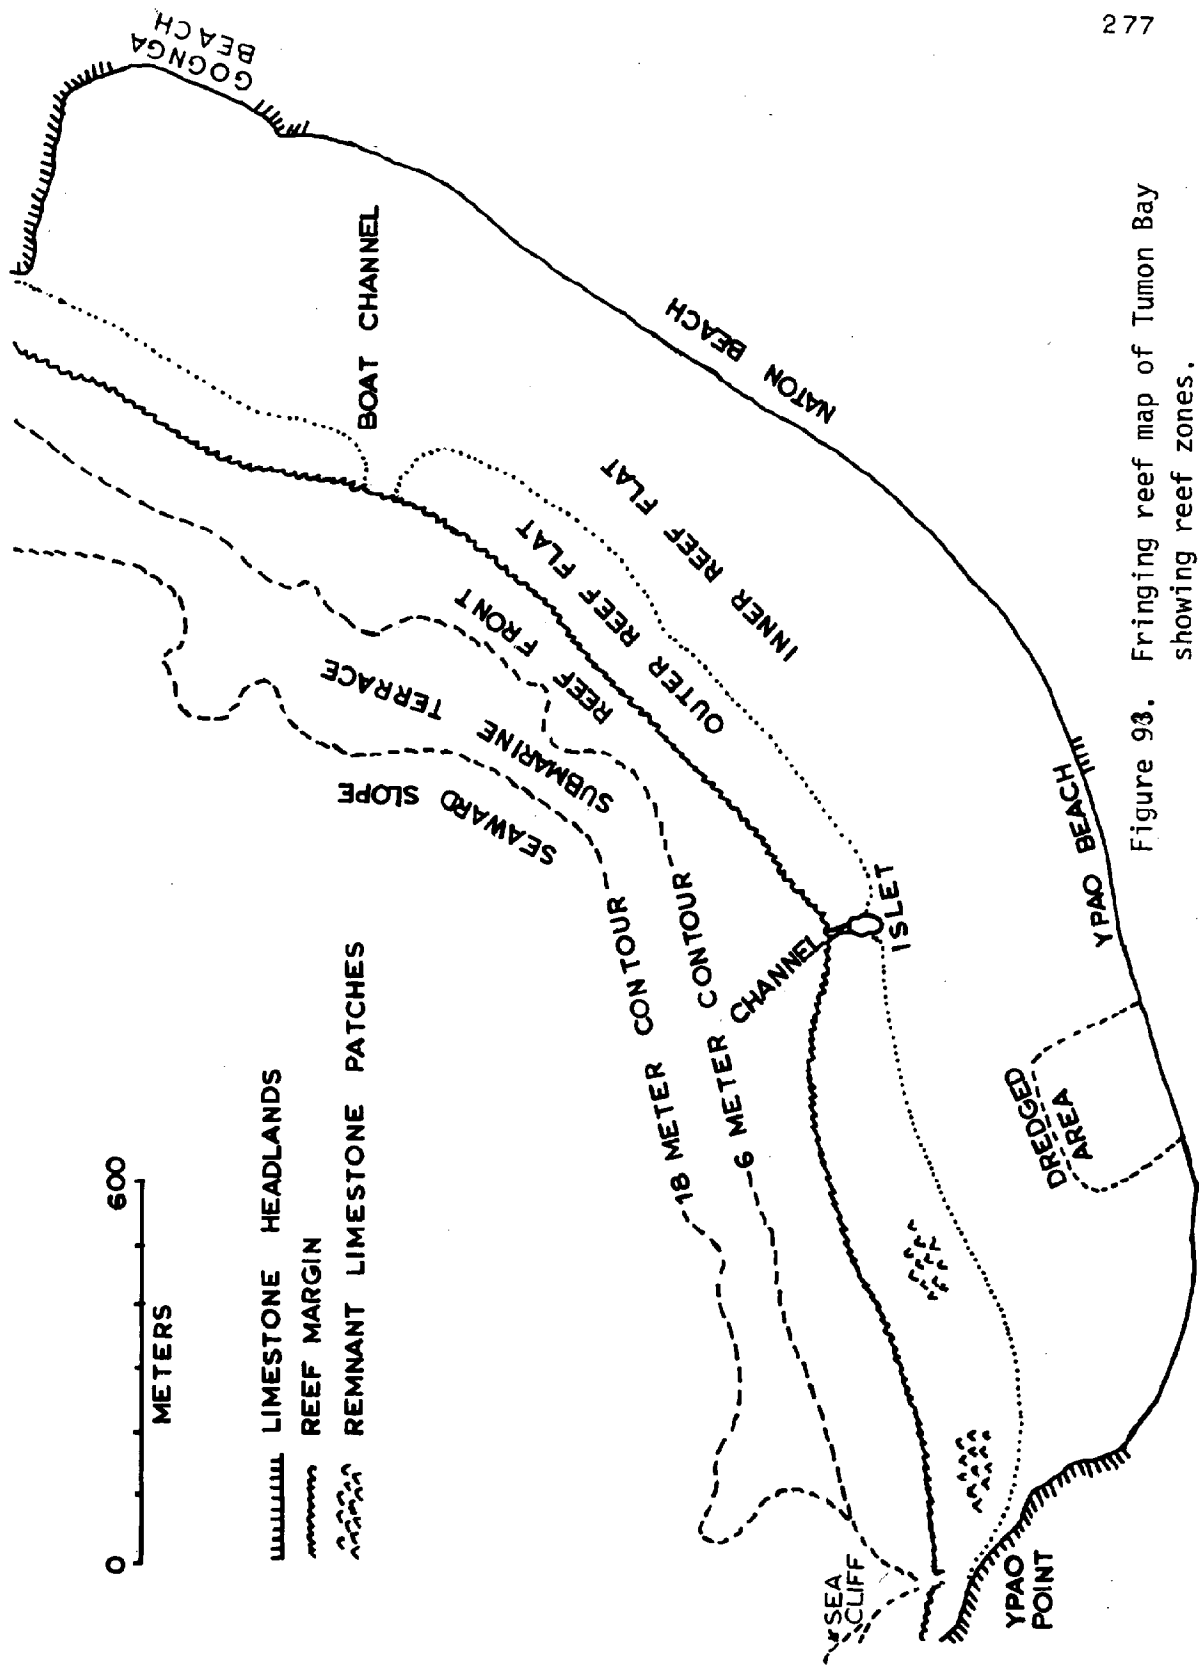 277
0
600
METERS
LIMESTONE HEADLANDS
REEF MARGIN
REMNANT LIMESTONE PATCHES
GOGNGA
BEACH
BOAT CHANNEL
NATON BEACH
INNER REEF FLAT
OUTER REEF FLAT
REEF FRONT
SUBMARINE TERRACE
SEAWARD SLOPE
18 METER CONTOUR
6 METER CONTOUR
CHANNEL
ISLET
YPAO BEACH
DREDGED
AREA
SEA
CLIFF
YPAO
POINT
Figure 93. Fringing reef map of Tumon Bay
showing reef zones.